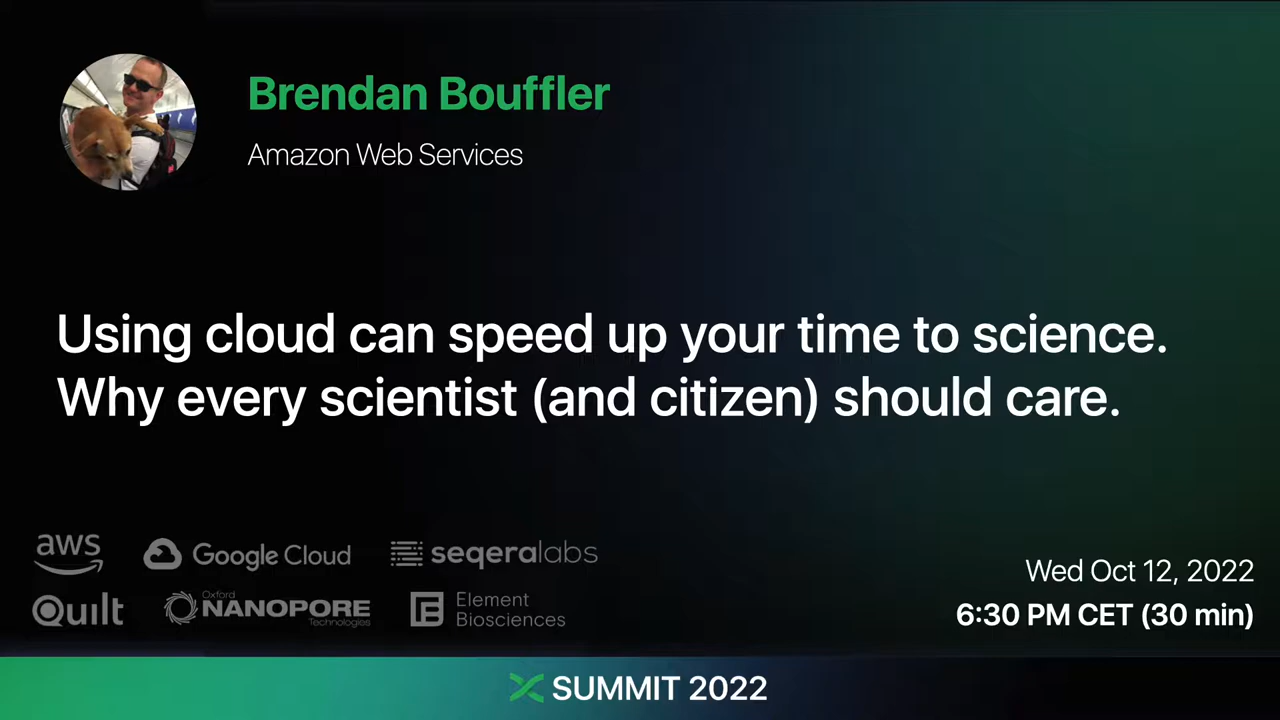 Brendan Bouffler
Amazon Web Services
Using cloud can speed up your time to science.
Why every scientist (and citizen) should care.
aws
Google Cloud
seqeralabs
Quilt
Oxford
NANOPORE
Technologies
Element
Biosciences
Wed Oct 12, 2022
6:30 PM CET (30 min)
SUMMIT 2022